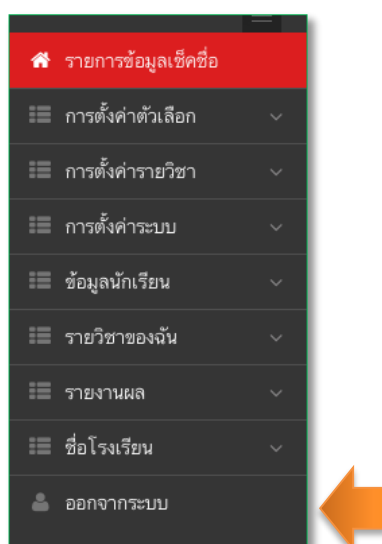 รายการข้อมูลเช็คชื่อ
การตั้งค่าตัวเลือก
การตั้งค่ารายวิชา
การตั้งค่าระบบ
ข้อมูลนักเรียน
รายวิชาของฉัน
รายงานผล
ชื่อโรงเรียน
ออกจากระบบ